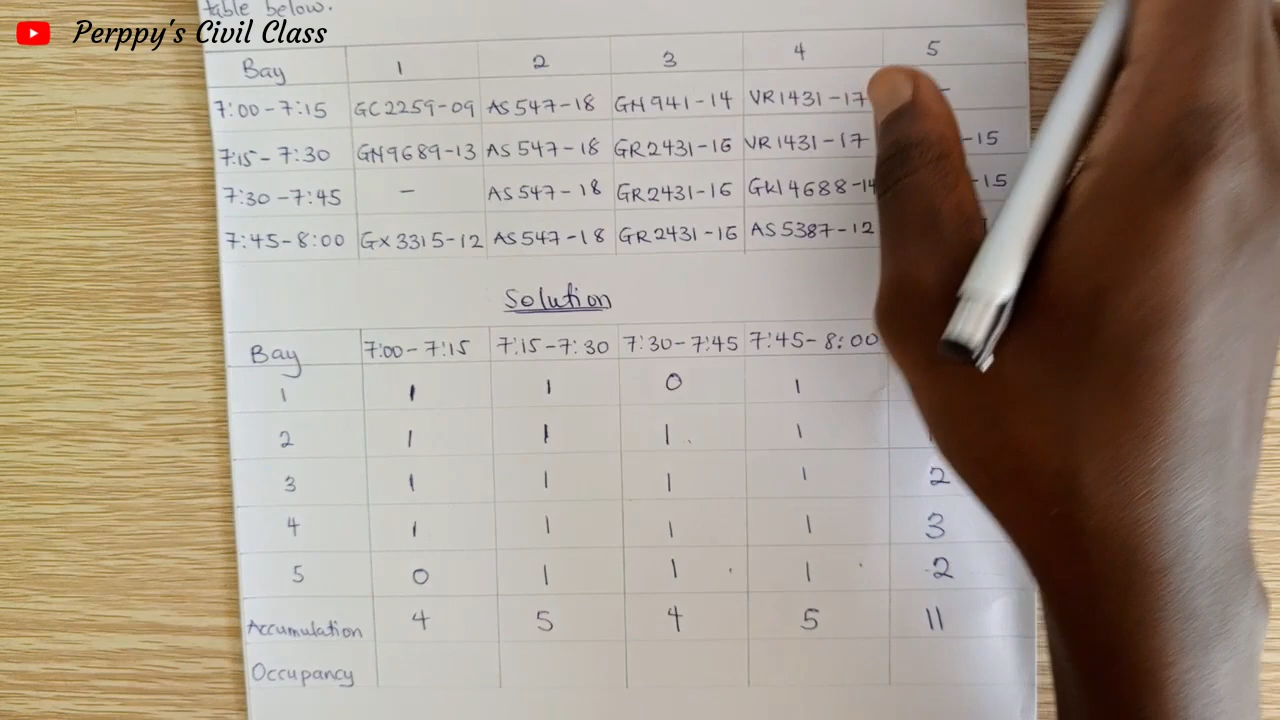 table below.
Perppy's Civil Class
Bay 1 2 3 4 5
7:00-7:15 GC2259-09 AS547-18 GN941-14 VR1431-17 -
7:15-7:30 GN9689-13 AS547-18 GR2431-16 VR1431-17 -15
7:30-7:45 - AS547-18 GR2431-16 GK14688-14 -15
7:45-8:00 GX3315-12 AS547-18 GR2431-16 AS5387-12
Solution
Bay 7:00-7:15 7:15-7:30 7:30-7:45 7:45-8:00
1 1 1 0 1
2 1 1 1 1
3 1 1 1 1 2
4 1 1 1 1 3
5 0 1 1 1 2
Accumulation 4 5 4 5 11
Occupancy